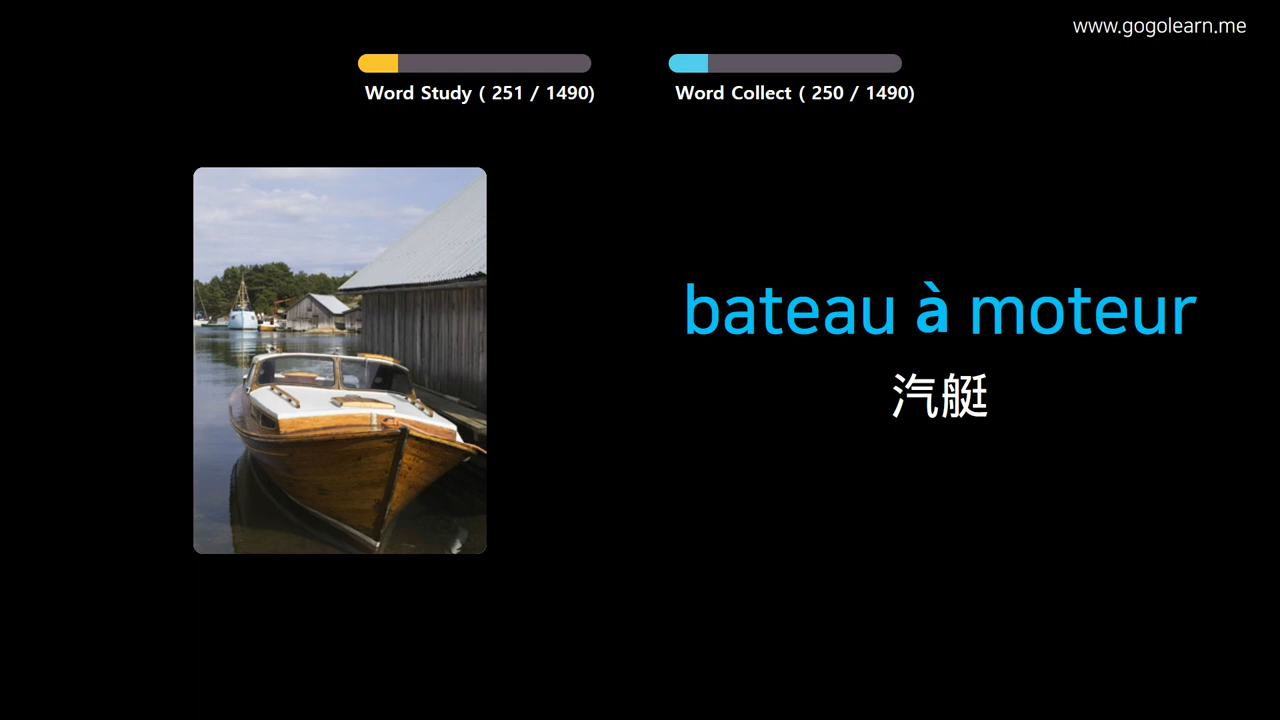 www.gogolearn.me
Word Study ( 251 / 1490)
Word Collect ( 250 / 1490)
bateau à moteur
汽艇